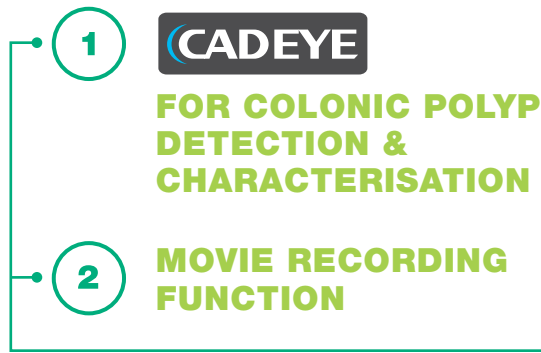 1
CADEYE
FOR COLONIC POLYP
DETECTION &
CHARACTERISATION
2
MOVIE RECORDING
FUNCTION